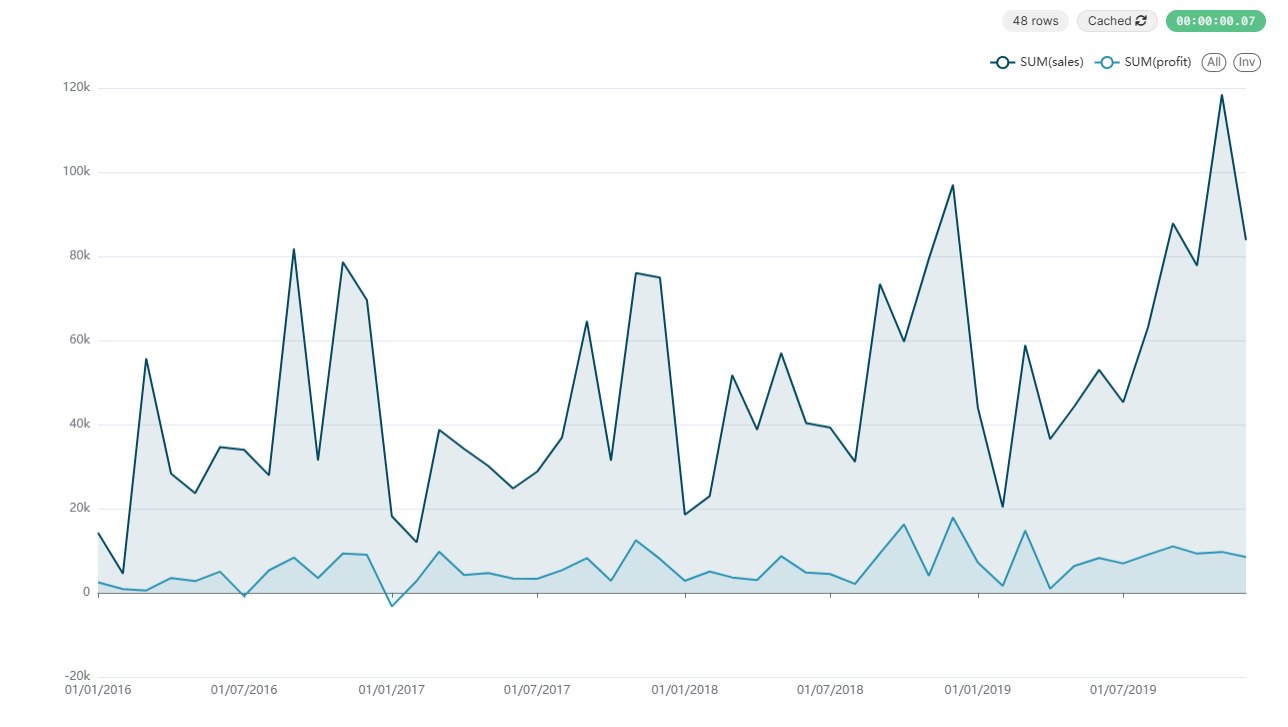 48 rows Cached 00:00:00.07
SUM(sales) SUM(profit) All Inv
120k
100k
80k
60k
40k
20k
0
-20k
01/01/2016 01/07/2016 01/01/2017 01/07/2017 01/01/2018 01/07/2018 01/01/2019 01/07/2019